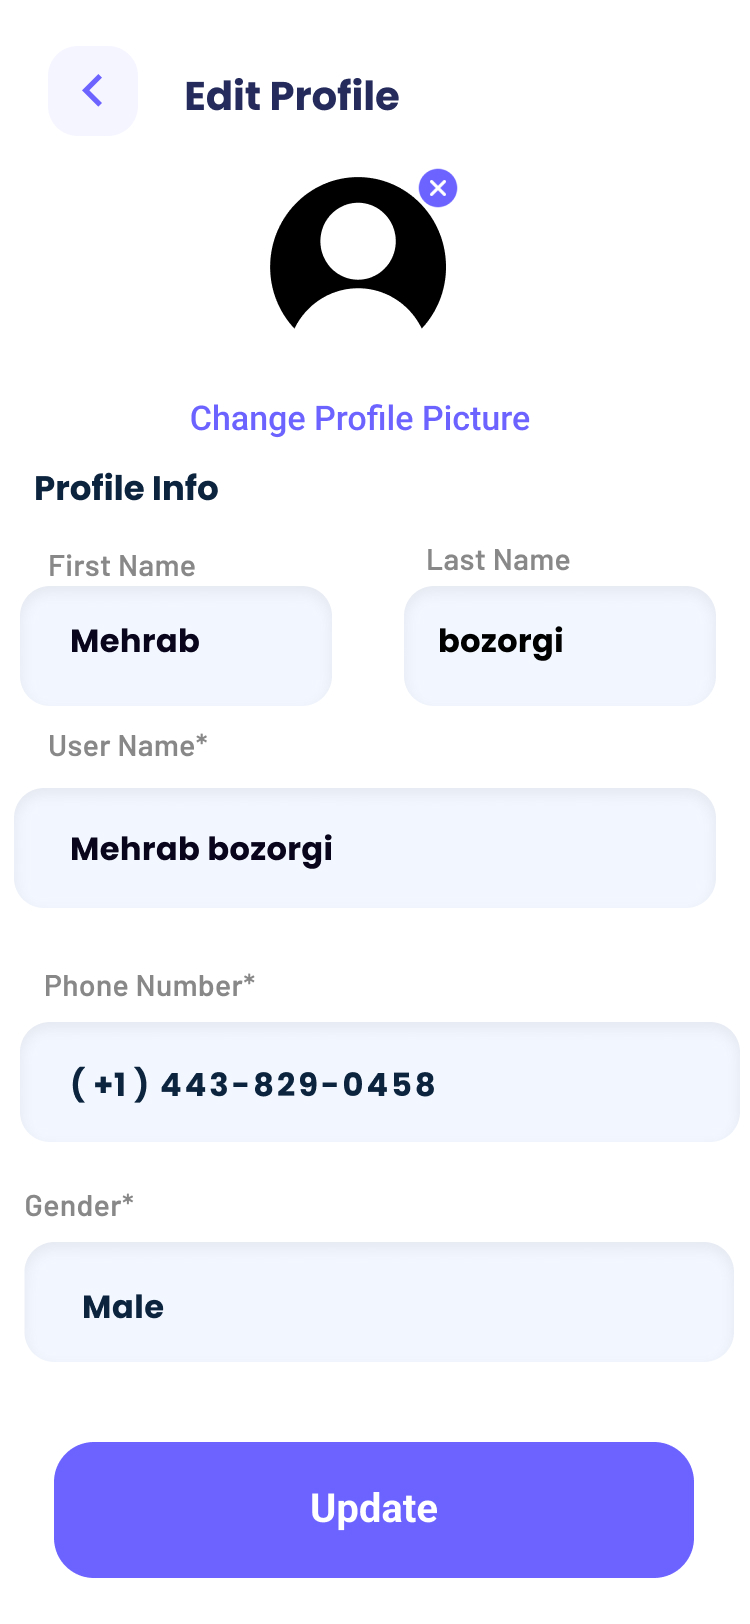 Edit Profile
Change Profile Picture
Profile Info
First Name
Last Name
Mehrab
bozorgi
User Name*
Mehrab bozorgi
Phone Number*
( +1 ) 443-829-0458
Gender*
Male
Update